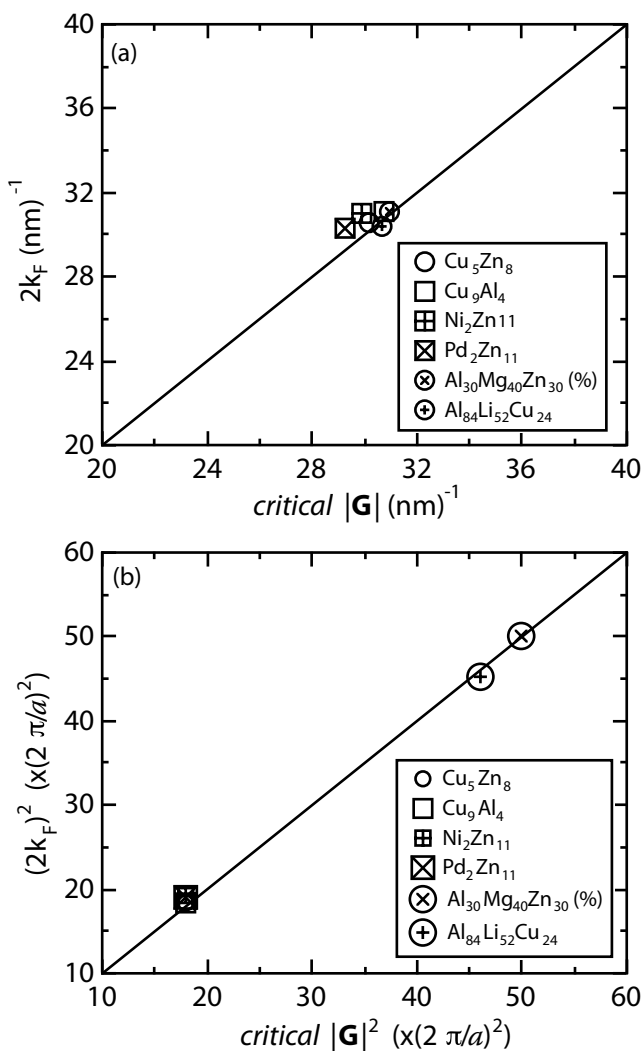 (a)
40
36
32
28
24
20
2k_F (nm)^-1
20 24 28 32 36 40
critical |G| (nm)^-1
Cu5Zn8
Cu9Al4
Ni2Zn11
Pd2Zn11
Al30Mg40Zn30 (%)
Al84Li52Cu24
(b)
60
50
40
30
20
10
(2k_F)^2 (x(2 π/a)^2)
10 20 30 40 50 60
critical |G|^2 (x(2 π/a)^2)
Cu5Zn8
Cu9Al4
Ni2Zn11
Pd2Zn11
Al30Mg40Zn30 (%)
Al84Li52Cu24